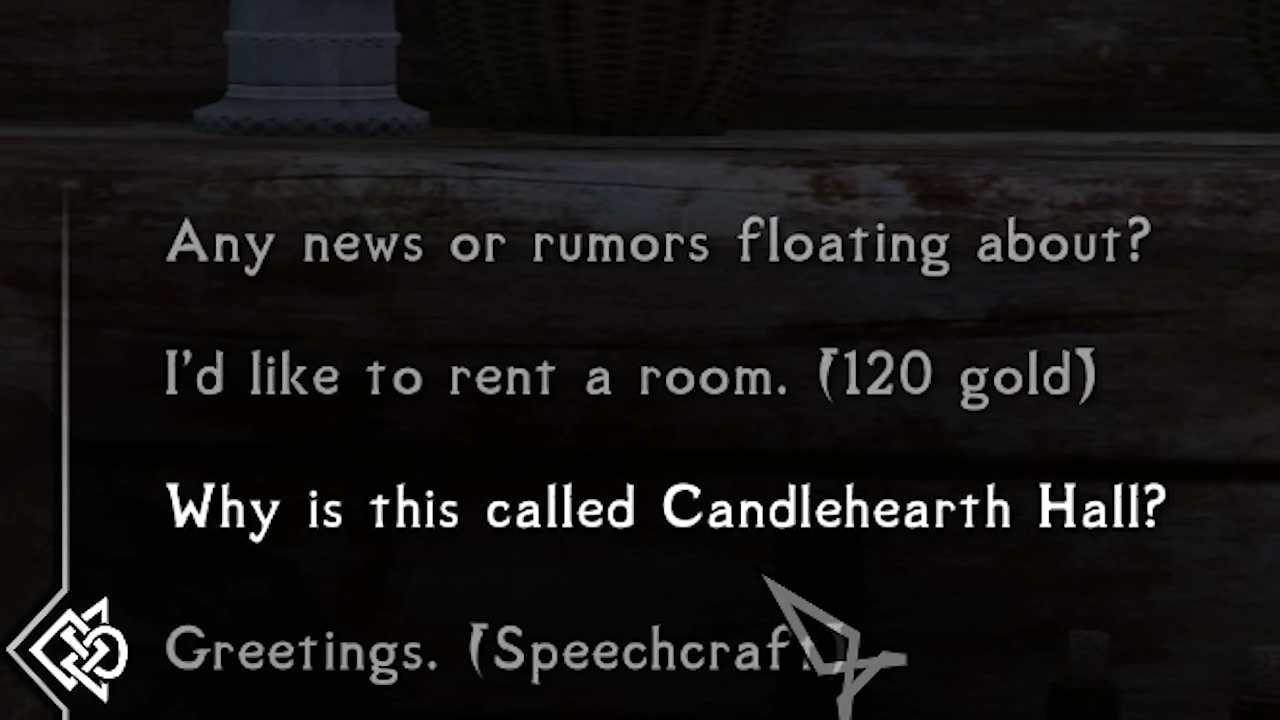 Any news or rumors floating about?
I'd like to rent a room. (120 gold)
Why is this called Candlehearth Hall?
Greetings. (Speechcraft)